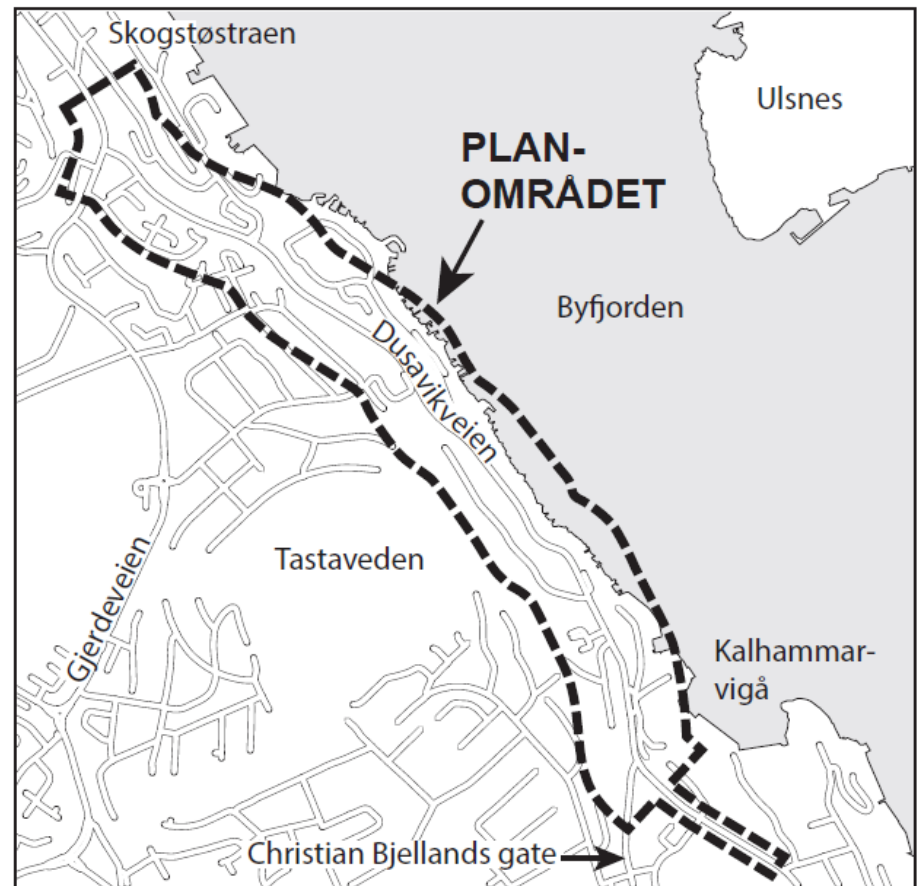 Skogstøstraen
Ulsnes
PLAN-
OMRÅDET
Byfjorden
Dusavikveien
Tastaveden
Gjerdeveien
Kalhammar-
vigå
Christian Bjellands gate